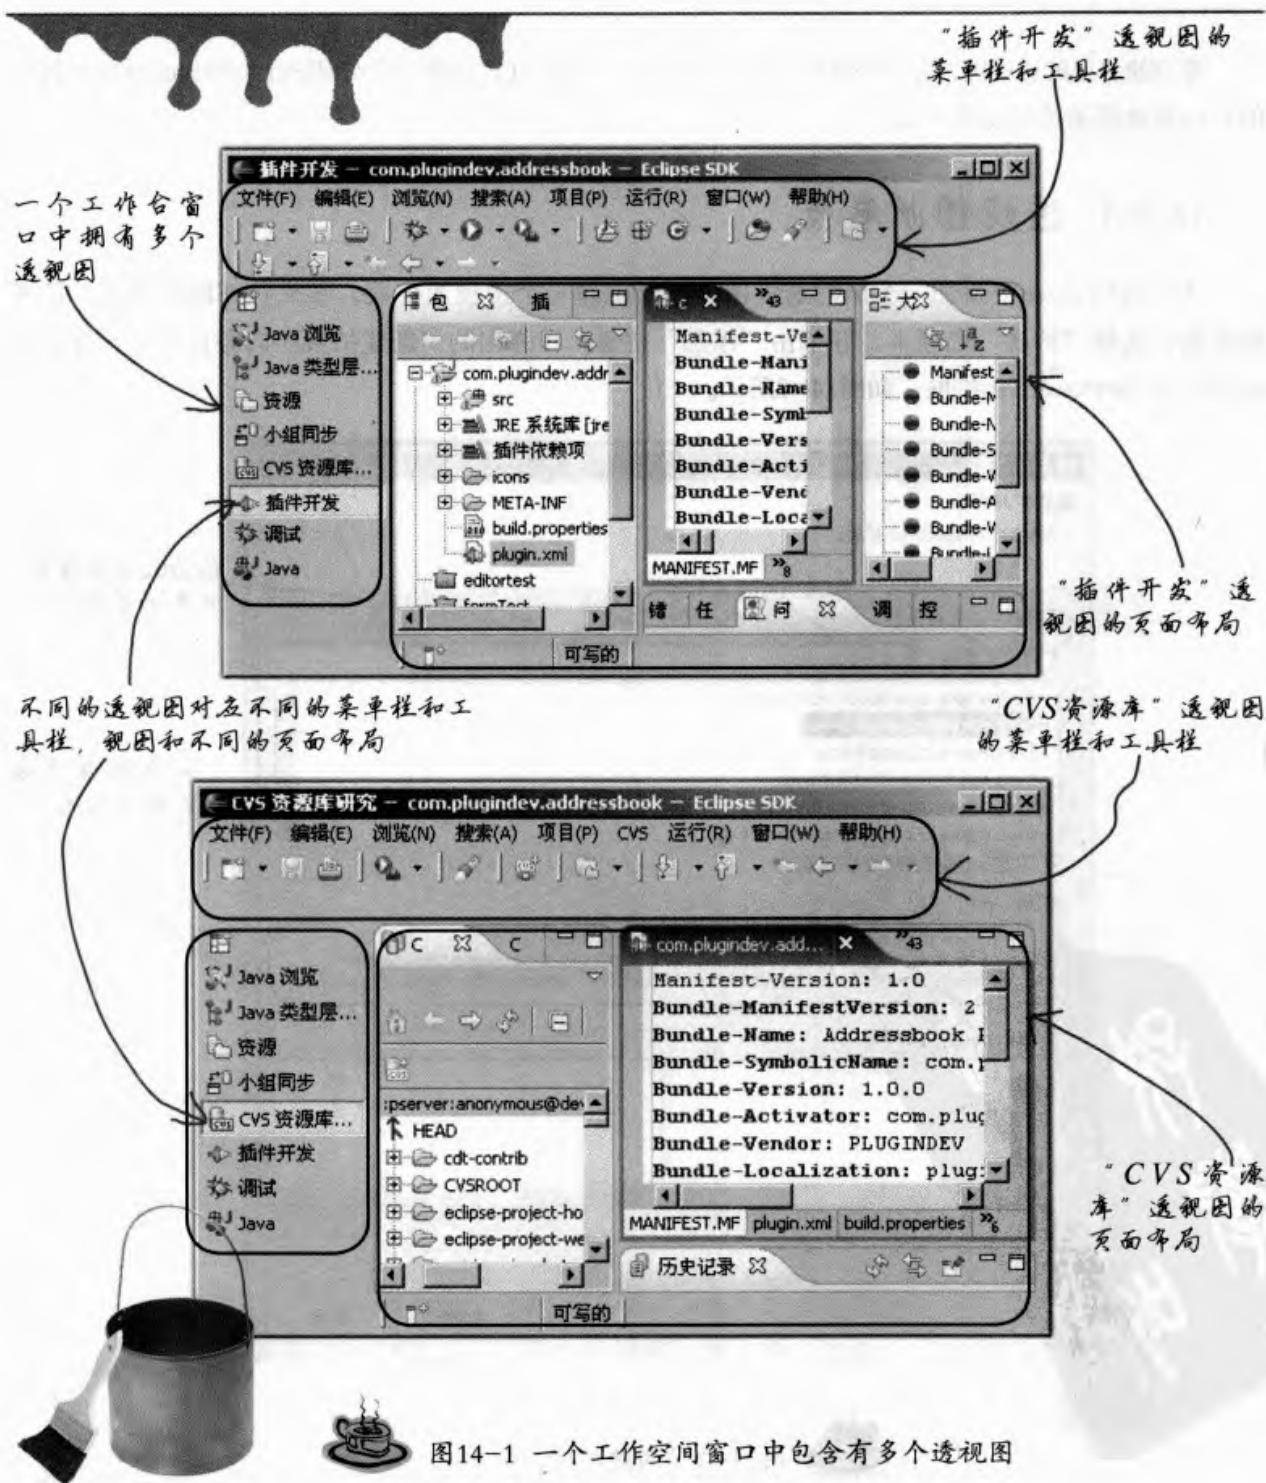 "插件开发"透视图的
菜单栏和工具栏
插件开发 - com.plugindev.addressbook - Eclipse SDK
文件(F) 编辑(E) 浏览(N) 搜索(A) 项目(P) 运行(R) 窗口(W) 帮助(H)
一个工作台窗
口中拥有多个
透视图
Java 浏览
Java 类型层...
资源
小组同步
CVS 资源库...
插件开发
调试
Java
包 插
com.plugindev.addr
src
JRE 系统库 [jre
插件依赖项
icons
META-INF
build.properties
plugin.xml
editortest
formTest
c 43
Manifest-Ve
Bundle-Mani
Bundle-Name
Bundle-Symb
Bundle-Vers
Bundle-Acti
Bundle-Vend
Bundle-Loca
MANIFEST.MF 8
大
Manifest
Bundle-M
Bundle-N
Bundle-S
Bundle-V
Bundle-A
Bundle-V
Bundle-L
错 任 问 调 控
可写的
"插件开发"透
视图的页面布局
不同的透视图对应不同的菜单栏和工
具栏，视图和不同的页面布局
"CVS资源库"透视图
的菜单栏和工具栏
CVS 资源库研究 - com.plugindev.addressbook - Eclipse SDK
文件(F) 编辑(E) 浏览(N) 搜索(A) 项目(P) CVS 运行(R) 窗口(W) 帮助(H)
Java 浏览
Java 类型层...
资源
小组同步
CVS 资源库...
插件开发
调试
Java
C C
:pserver:anonymous@dev
HEAD
cdt-contrib
CVSROOT
eclipse-project-ho
eclipse-project-we
com.plugindev.add... 43
Manifest-Version: 1.0
Bundle-ManifestVersion: 2
Bundle-Name: Addressbook P
Bundle-SymbolicName: com.p
Bundle-Version: 1.0.0
Bundle-Activator: com.plug
Bundle-Vendor: PLUGINDEV
Bundle-Localization: plug
MANIFEST.MF plugin.xml build.properties 6
历史记录
可写的
"CVS资源
库"透视图的
页面布局
图14-1 一个工作空间窗口中包含有多个透视图